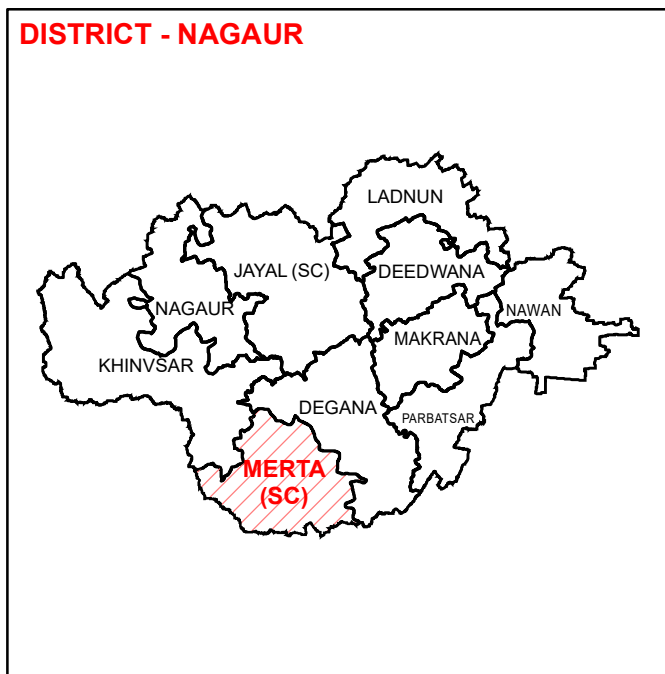 DISTRICT - NAGAUR
LADNUN
JAYAL (SC)
DEEDWANA
NAGAUR
NAWAN
MAKRANA
KHINVSAR
DEGANA
PARBATSAR
MERTA
(SC)